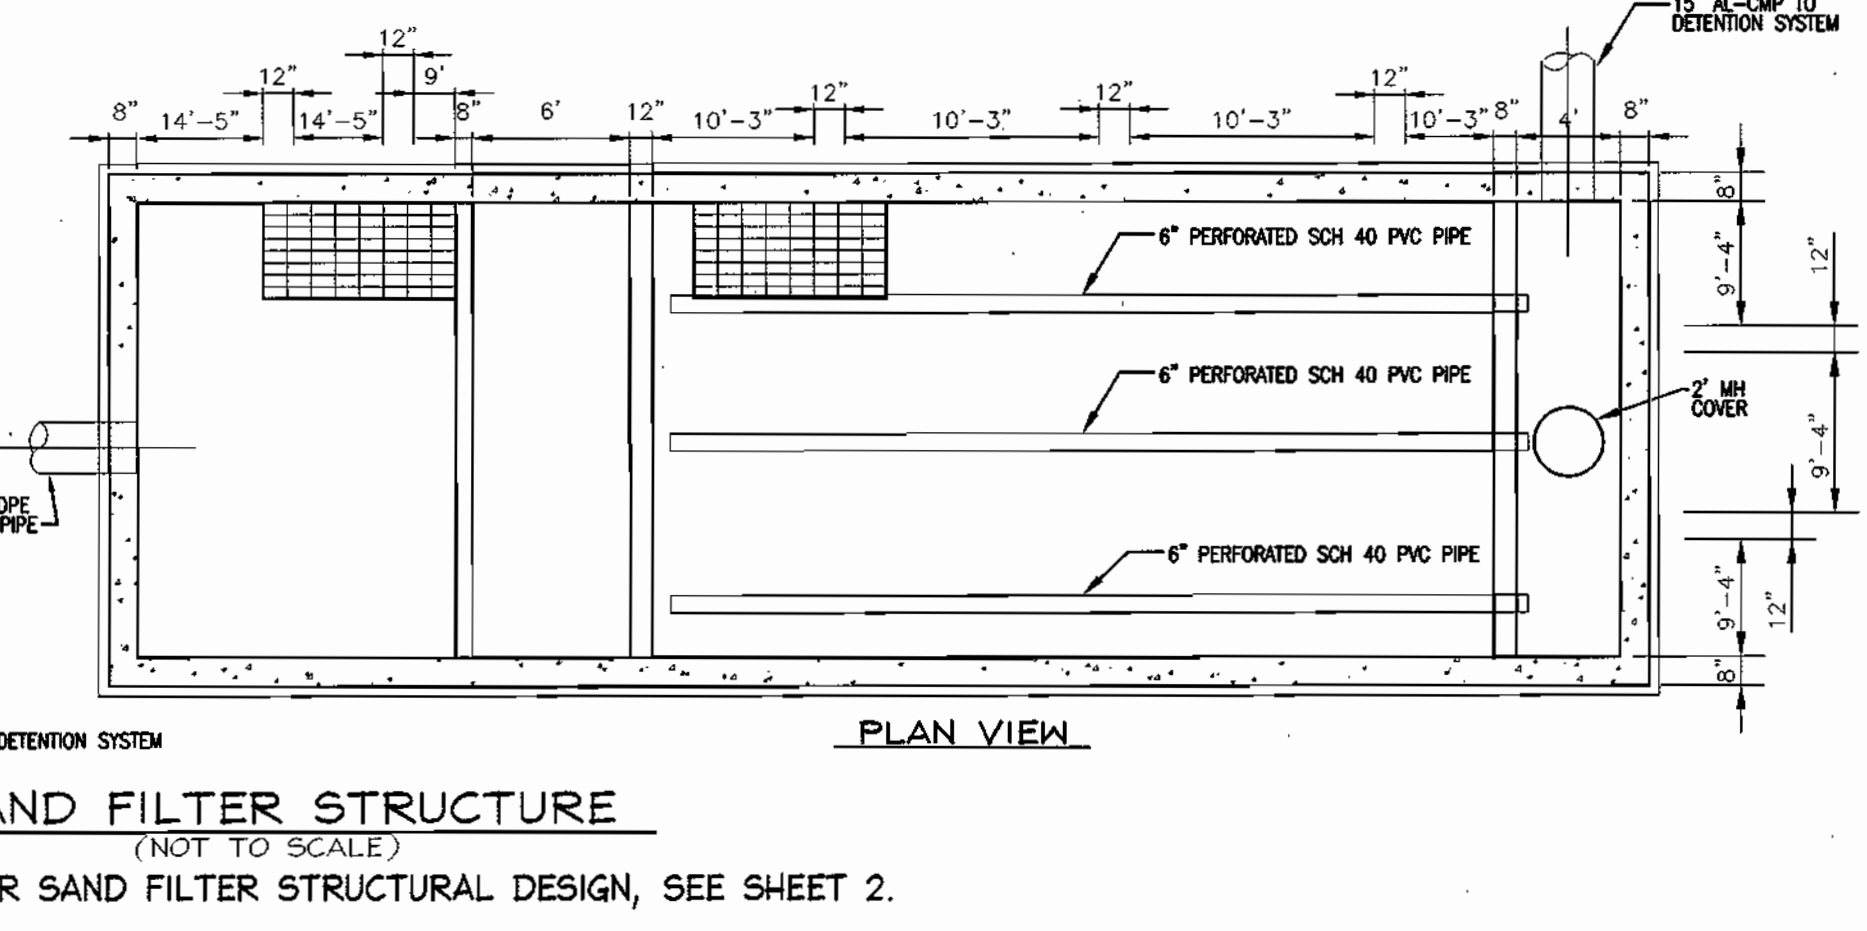 15" AL-CMP TO
DETENTION SYSTEM
12"
12"
9'
12"
12"
12"
8"
14'-5"
14'-5"
8"
6'
12"
10'-3"
10'-3"
10'-3"
10'-3"
8"
4'
8"
8"
6" PERFORATED SCH 40 PVC PIPE
9'-4"
12"
6" PERFORATED SCH 40 PVC PIPE
2' MH
COVER
9'-4"
OPE
PIPE
6" PERFORATED SCH 40 PVC PIPE
9'-4"
12"
8"
PLAN VIEW
DETENTION SYSTEM
AND FILTER STRUCTURE
(NOT TO SCALE)
R SAND FILTER STRUCTURAL DESIGN, SEE SHEET 2.